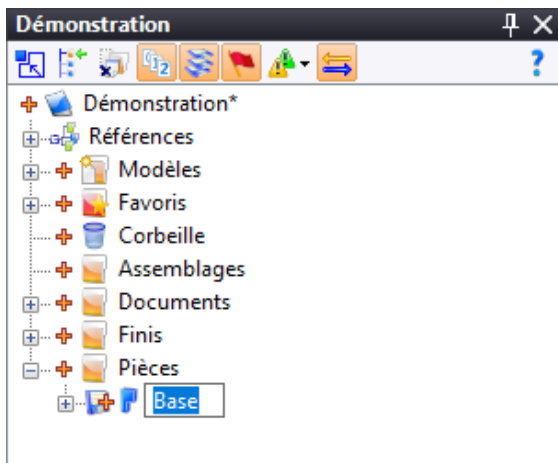 Démonstration
?
Démonstration*
Références
Modèles
Favoris
Corbeille
Assemblages
Documents
Finis
Pièces
Base